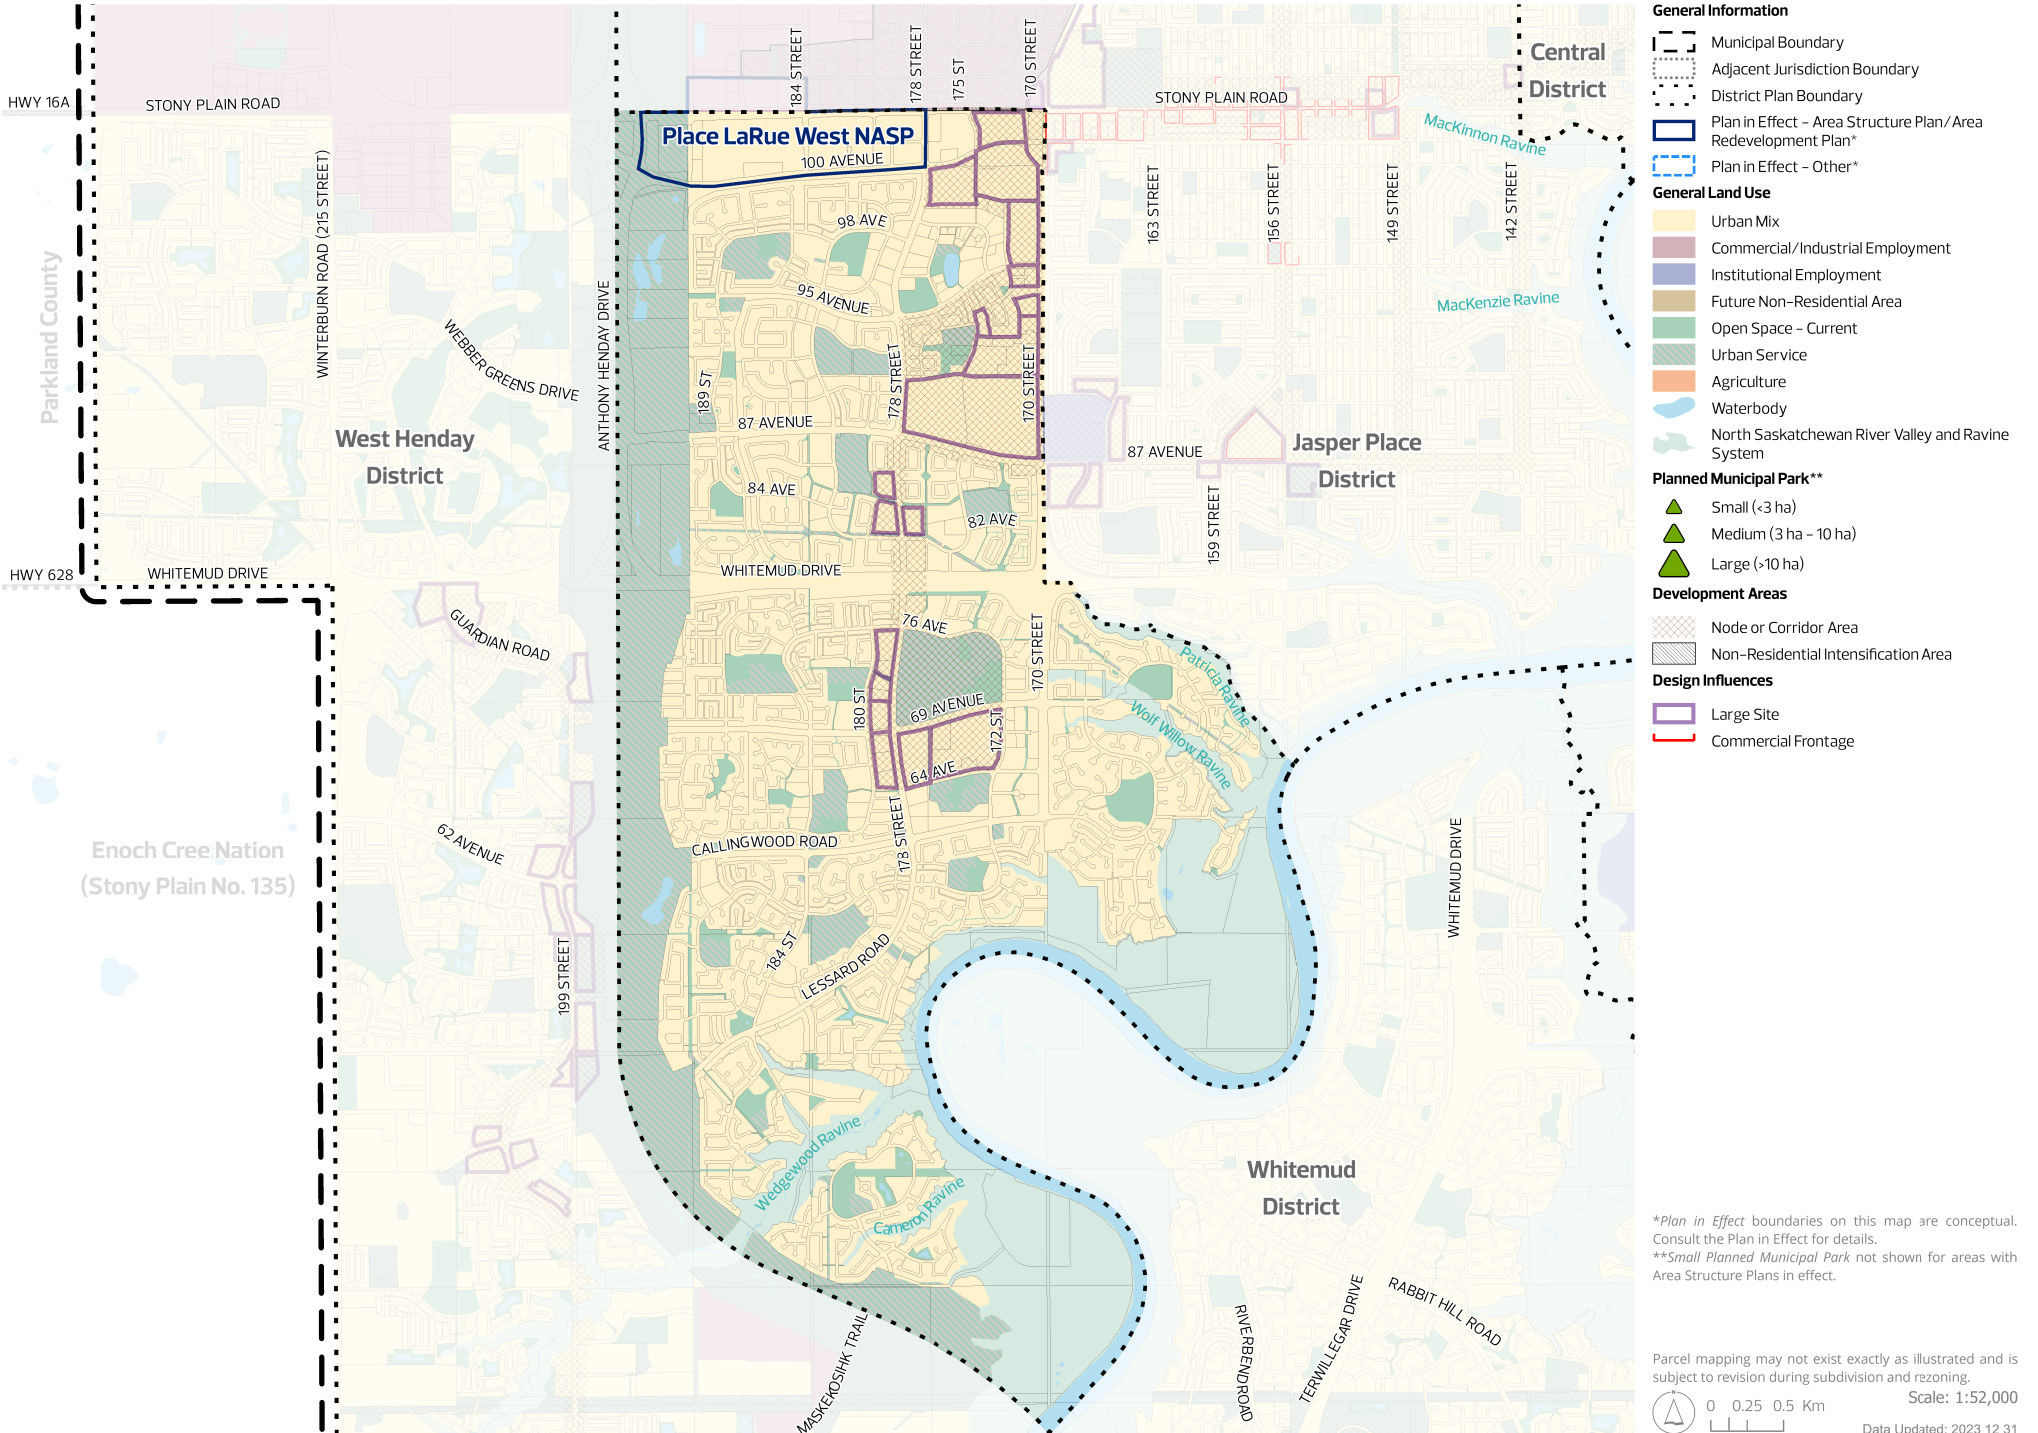 General Information
Municipal Boundary
Adjacent Jurisdiction Boundary
District Plan Boundary
Plan in Effect - Area Structure Plan/Area
Redevelopment Plan*
Plan in Effect - Other*
General Land Use
Urban Mix
Commercial/Industrial Employment
Institutional Employment
Future Non-Residential Area
Open Space - Current
Urban Service
Agriculture
Waterbody
North Saskatchewan River Valley and Ravine
System
Planned Municipal Park**
Small (<3 ha)
Medium (3 ha - 10 ha)
Large (>10 ha)
Development Areas
Node or Corridor Area
Non-Residential Intensification Area
Design Influences
Large Site
Commercial Frontage
*Plan in Effect boundaries on this map are conceptual.
Consult the Plan in Effect for details.
**Small Planned Municipal Park not shown for areas with
Area Structure Plans in effect.
Parcel mapping may not exist exactly as illustrated and is
subject to revision during subdivision and rezoning.
Scale: 1:52,000
N
0 0.25 0.5 Km
Data Updated: 2023 12 31
Central
District
HWY 16A
STONY PLAIN ROAD
184 STREET
178 STREET
175 ST
170 STREET
STONY PLAIN ROAD
MacKinnon Ravine
Place LaRue West NASP
100 AVENUE
163 STREET
156 STREET
149 STREET
142 STREET
98 AVE
WINTERBURN ROAD (215 STREET)
Parkland County
95 AVENUE
MacKenzie Ravine
WEBBER GREENS DRIVE
ANTHONY HENDAY DRIVE
189 ST
178 STREET
170 STREET
87 AVENUE
West Henday
District
87 AVENUE
Jasper Place
District
84 AVE
82 AVE
159 STREET
HWY 628
WHITEMUD DRIVE
WHITEMUD DRIVE
GUARDIAN ROAD
76 AVE
170 STREET
Patricia Ravine
180 ST
69 AVENUE
172 ST
Wolf Willow Ravine
64 AVE
62 AVENUE
CALLINGWOOD ROAD
178 STREET
WHITEMUD DRIVE
Enoch Cree Nation
(Stony Plain No. 135)
199 STREET
184 ST
LESSARD ROAD
Wedgewood Ravine
Cameron Ravine
Whitemud
District
MASKEKOSIHK TRAIL
RIVERBEND ROAD
TERWILLEGAR DRIVE
RABBIT HILL ROAD